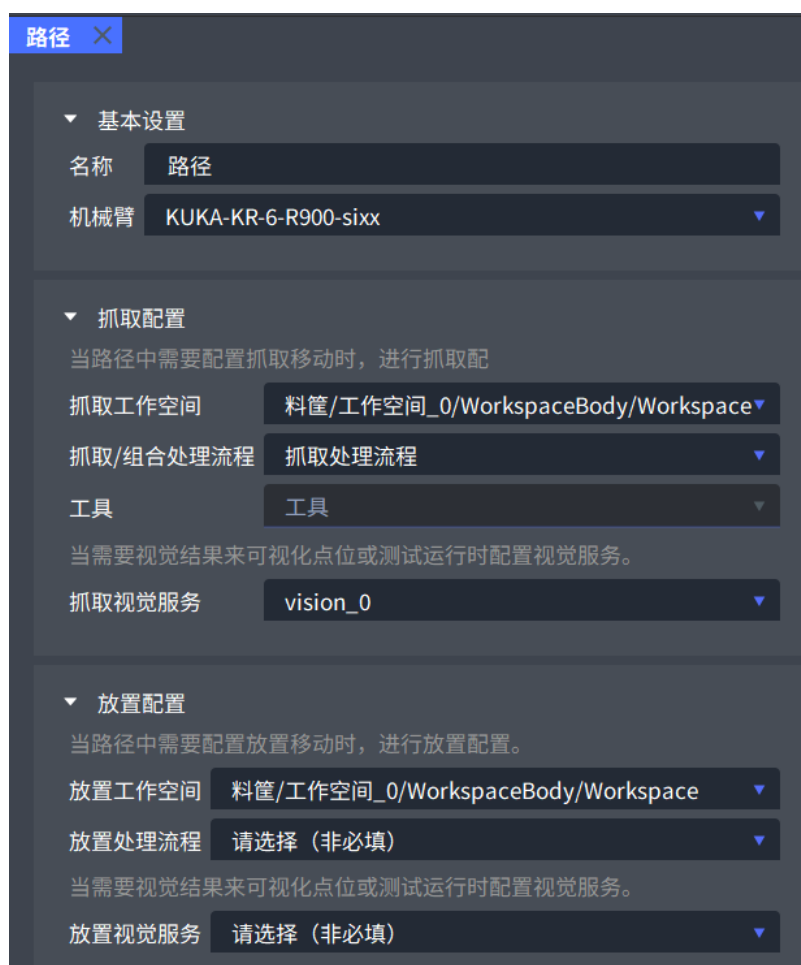 路径
基本设置
名称 路径
机械臂 KUKA-KR-6-R900-sixx
抓取配置
当路径中需要配置抓取移动时，进行抓取配
抓取工作空间 料筐/工作空间_0/WorkspaceBody/Workspace
抓取/组合处理流程 抓取处理流程
工具 工具
当需要视觉结果来可视化点位或测试运行时配置视觉服务。
抓取视觉服务 vision_0
放置配置
当路径中需要配置放置移动时，进行放置配置。
放置工作空间 料筐/工作空间_0/WorkspaceBody/Workspace
放置处理流程 请选择（非必填）
当需要视觉结果来可视化点位或测试运行时配置视觉服务。
放置视觉服务 请选择（非必填）